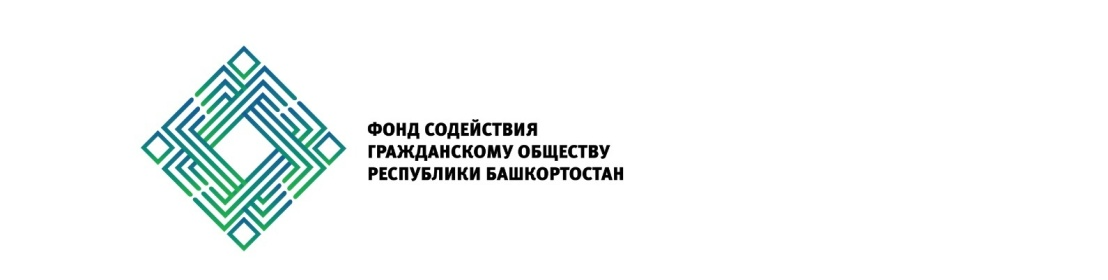 ФОНД СОДЕЙСТВИЯ
ГРАЖДАНСКОМУ ОБЩЕСТВУ
РЕСПУБЛИКИ БАШКОРТОСТАН